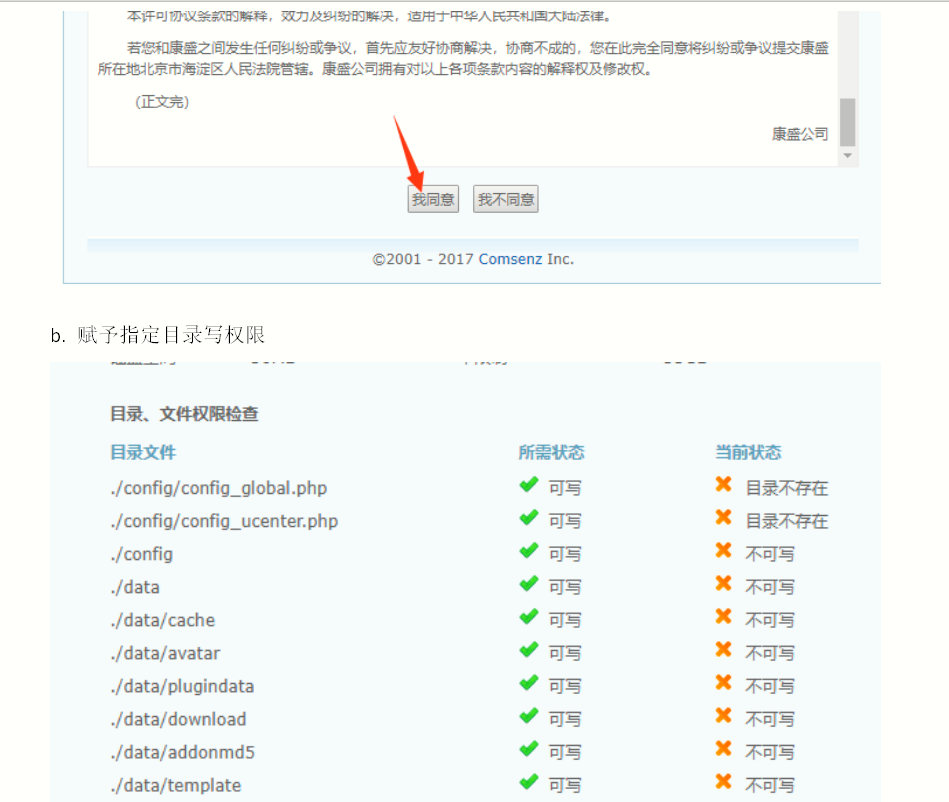 本许可协议条款的解释，效力及纠纷的解决，适用于中华人民共和国大陆法律。
若您和康盛之间发生任何纠纷或争议，首先应友好协商解决，协商不成的，您在此完全同意将纠纷或争议提交康盛
所在地北京市海淀区人民法院管辖。康盛公司拥有对以上各项条款内容的解释权及修改权。
(正文完)
康盛公司
我同意 我不同意
©2001 - 2017 Comsenz Inc.
b. 赋予指定目录写权限
目录、文件权限检查
目录文件 所需状态 当前状态
./config/config_global.php 可写 目录不存在
./config/config_ucenter.php 可写 目录不存在
./config 可写 不可写
./data 可写 不可写
./data/cache 可写 不可写
./data/avatar 可写 不可写
./data/plugindata 可写 不可写
./data/download 可写 不可写
./data/addonmd5 可写 不可写
./data/template 可写 不可写